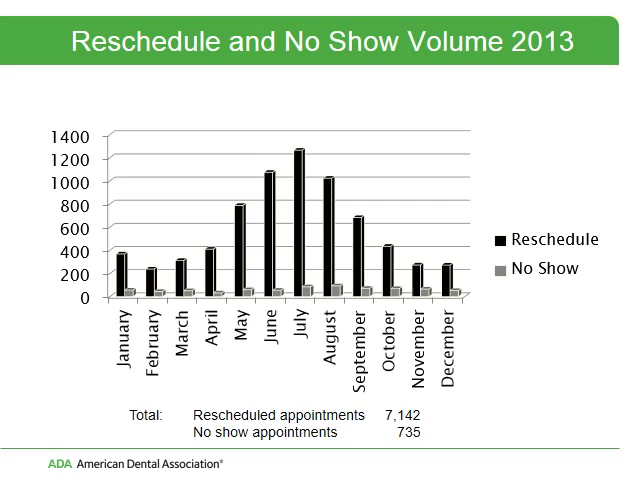 Reschedule and No Show Volume 2013
1400
1200
1000
800
600
400
200
0
Reschedule
No Show
January
February
March
April
May
June
July
August
September
October
November
December
Total: Rescheduled appointments 7,142
No show appointments 735
ADA American Dental Association®